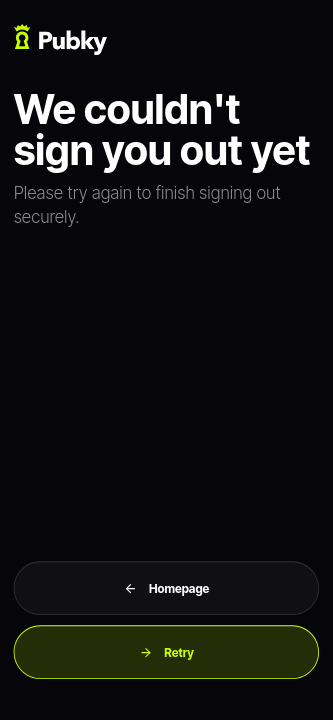 Pubky
We couldn't
sign you out yet
Please try again to finish signing out
securely.
Homepage
Retry